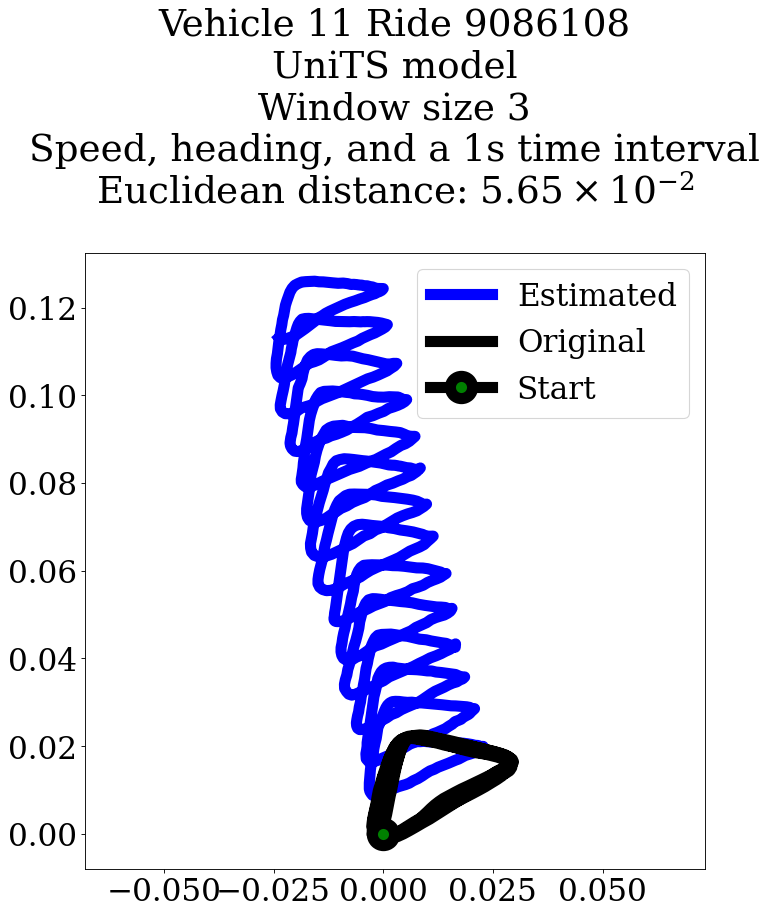 Vehicle 11 Ride 9086108
UniTS model
Window size 3
Speed, heading, and a 1s time interval
Euclidean distance: 5.65 × 10⁻²
Estimated
Original
Start
0.12
0.10
0.08
0.06
0.04
0.02
0.00
−0.050 −0.025 0.000 0.025 0.050